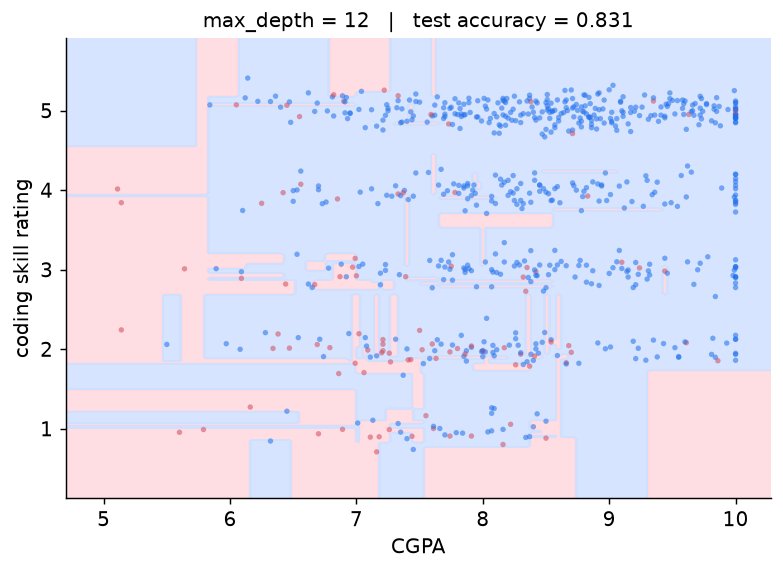 max_depth = 12   |   test accuracy = 0.831
5
4
3
2
1
coding skill rating
5 6 7 8 9 10
CGPA